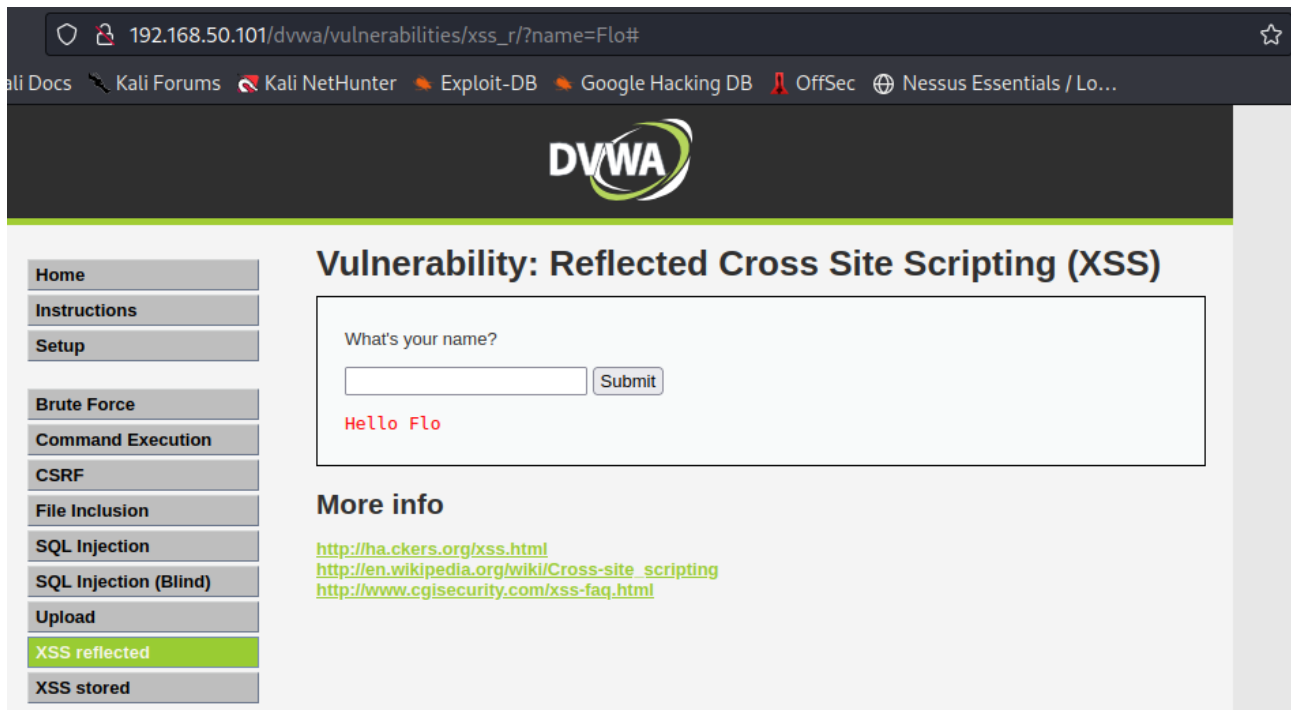 192.168.50.101/dvwa/vulnerabilities/xss_r/?name=Flo#
ali Docs Kali Forums Kali NetHunter Exploit-DB Google Hacking DB OffSec Nessus Essentials / Lo…
DVWA
Home
Instructions
Setup
Brute Force
Command Execution
CSRF
File Inclusion
SQL Injection
SQL Injection (Blind)
Upload
XSS reflected
XSS stored
Vulnerability: Reflected Cross Site Scripting (XSS)
What's your name?
Submit
Hello Flo
More info
http://ha.ckers.org/xss.html
http://en.wikipedia.org/wiki/Cross-site_scripting
http://www.cgisecurity.com/xss-faq.html